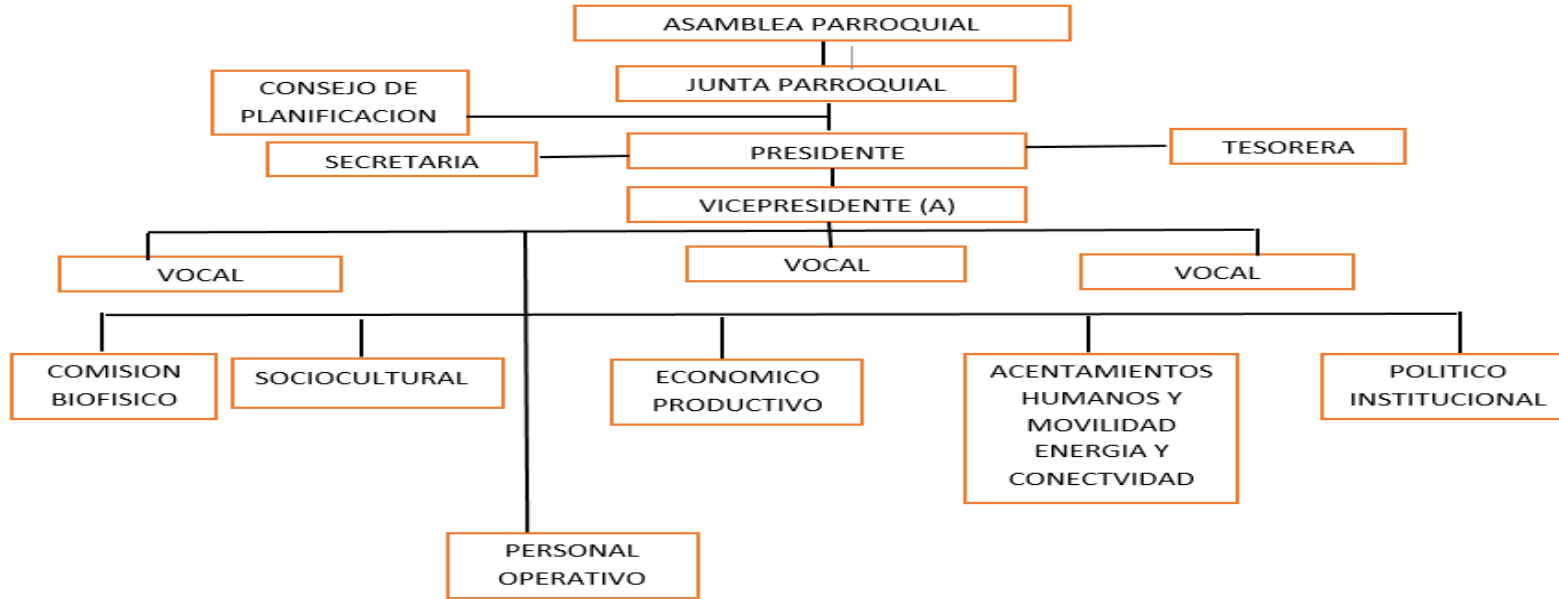 ASAMBLEA PARROQUIAL
JUNTA PARROQUIAL
CONSEJO DE
PLANIFICACION
SECRETARIA
PRESIDENTE
TESORERA
VICEPRESIDENTE (A)
VOCAL
VOCAL
VOCAL
COMISION
BIOFISICO
SOCIOCULTURAL
ECONOMICO
PRODUCTIVO
ACENTAMIENTOS
HUMANOS Y
MOVILIDAD
ENERGIA Y
CONECTVIDAD
POLITICO
INSTITUCIONAL
PERSONAL
OPERATIVO